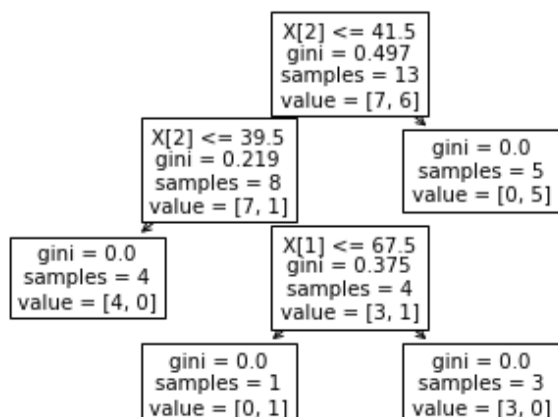 X[2] <= 41.5
gini = 0.497
samples = 13
value = [7, 6]
X[2] <= 39.5
gini = 0.219
samples = 8
value = [7, 1]
gini = 0.0
samples = 5
value = [0, 5]
gini = 0.0
samples = 4
value = [4, 0]
X[1] <= 67.5
gini = 0.375
samples = 4
value = [3, 1]
gini = 0.0
samples = 1
value = [0, 1]
gini = 0.0
samples = 3
value = [3, 0]